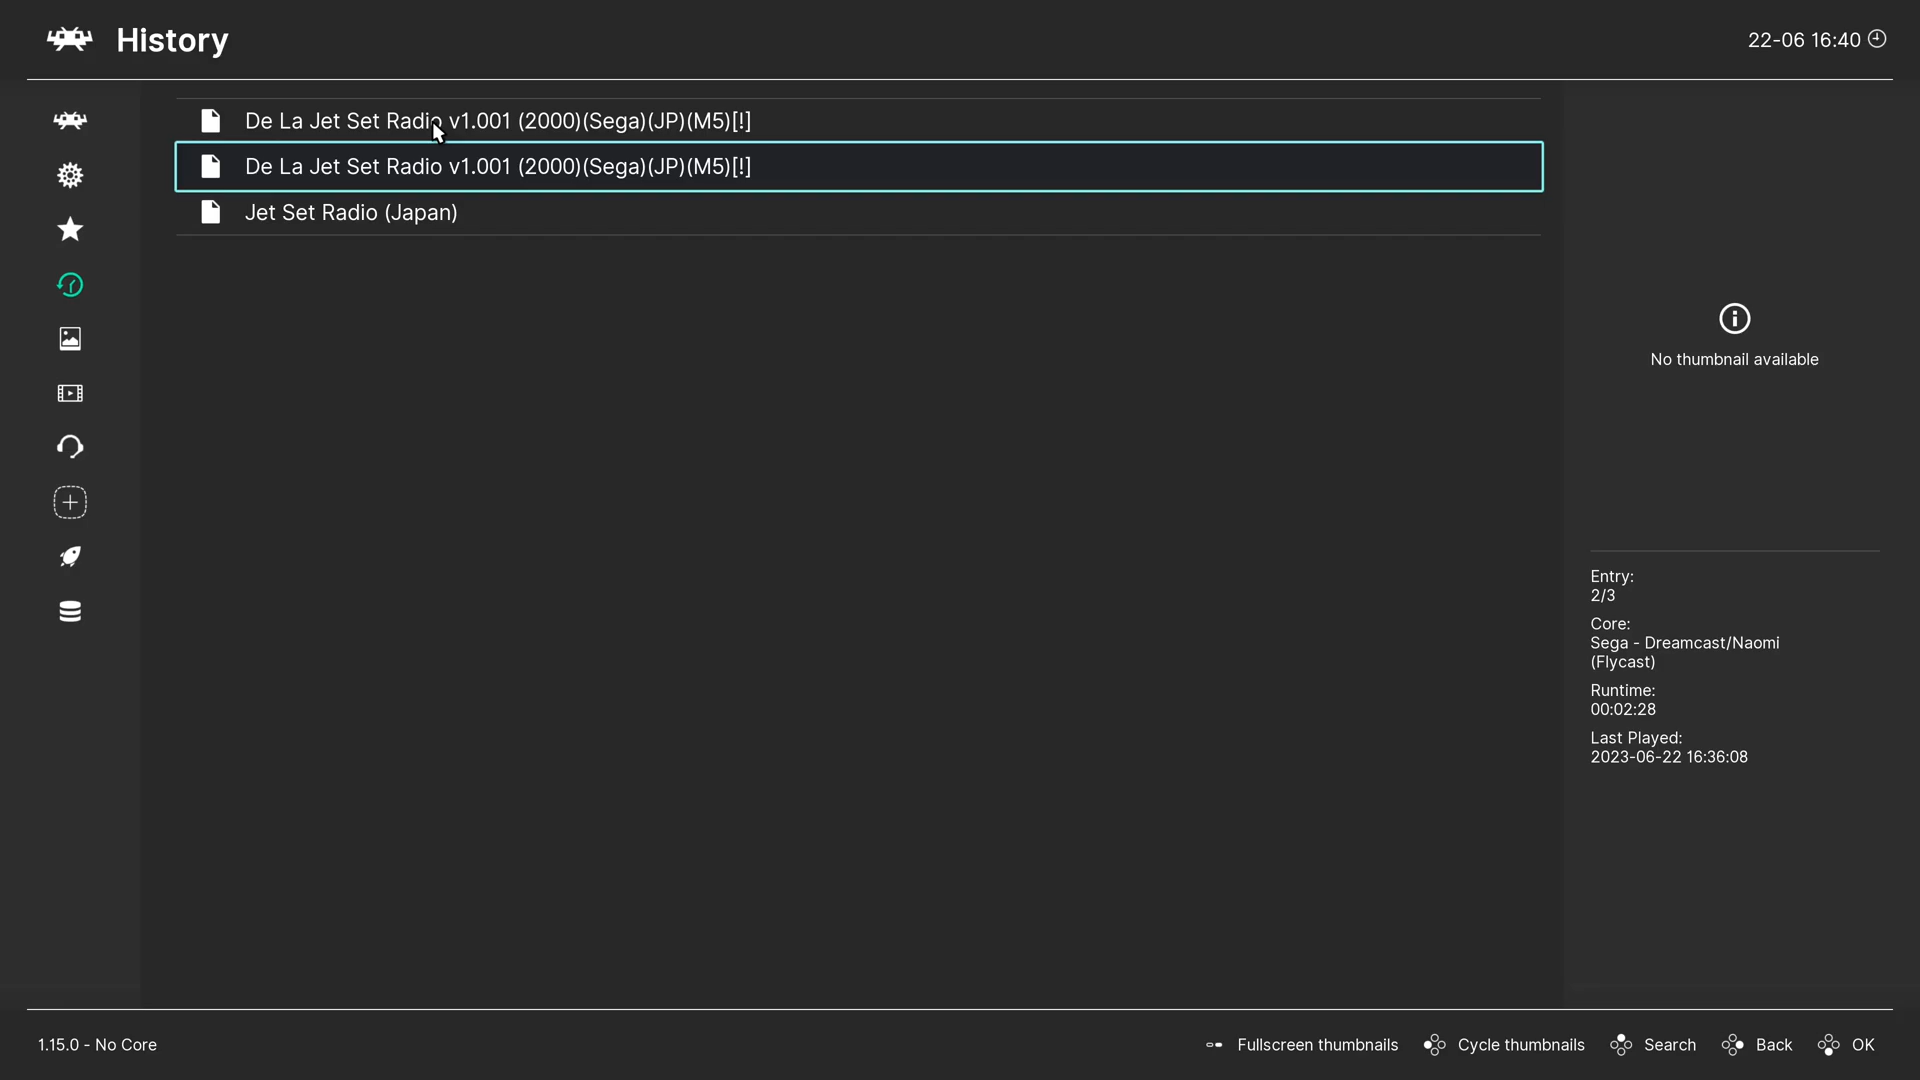 History
22-06 16:40
De La Jet Set Radio v1.001 (2000)(Sega)(JP)(M5)[!]
De La Jet Set Radio v1.001 (2000)(Sega)(JP)(M5)[!]
Jet Set Radio (Japan)
No thumbnail available
Entry:
2/3
Core:
Sega - Dreamcast/Naomi
(Flycast)
Runtime:
00:02:28
Last Played:
2023-06-22 16:36:08
1.15.0 - No Core
Fullscreen thumbnails
Cycle thumbnails
Search
Back
OK